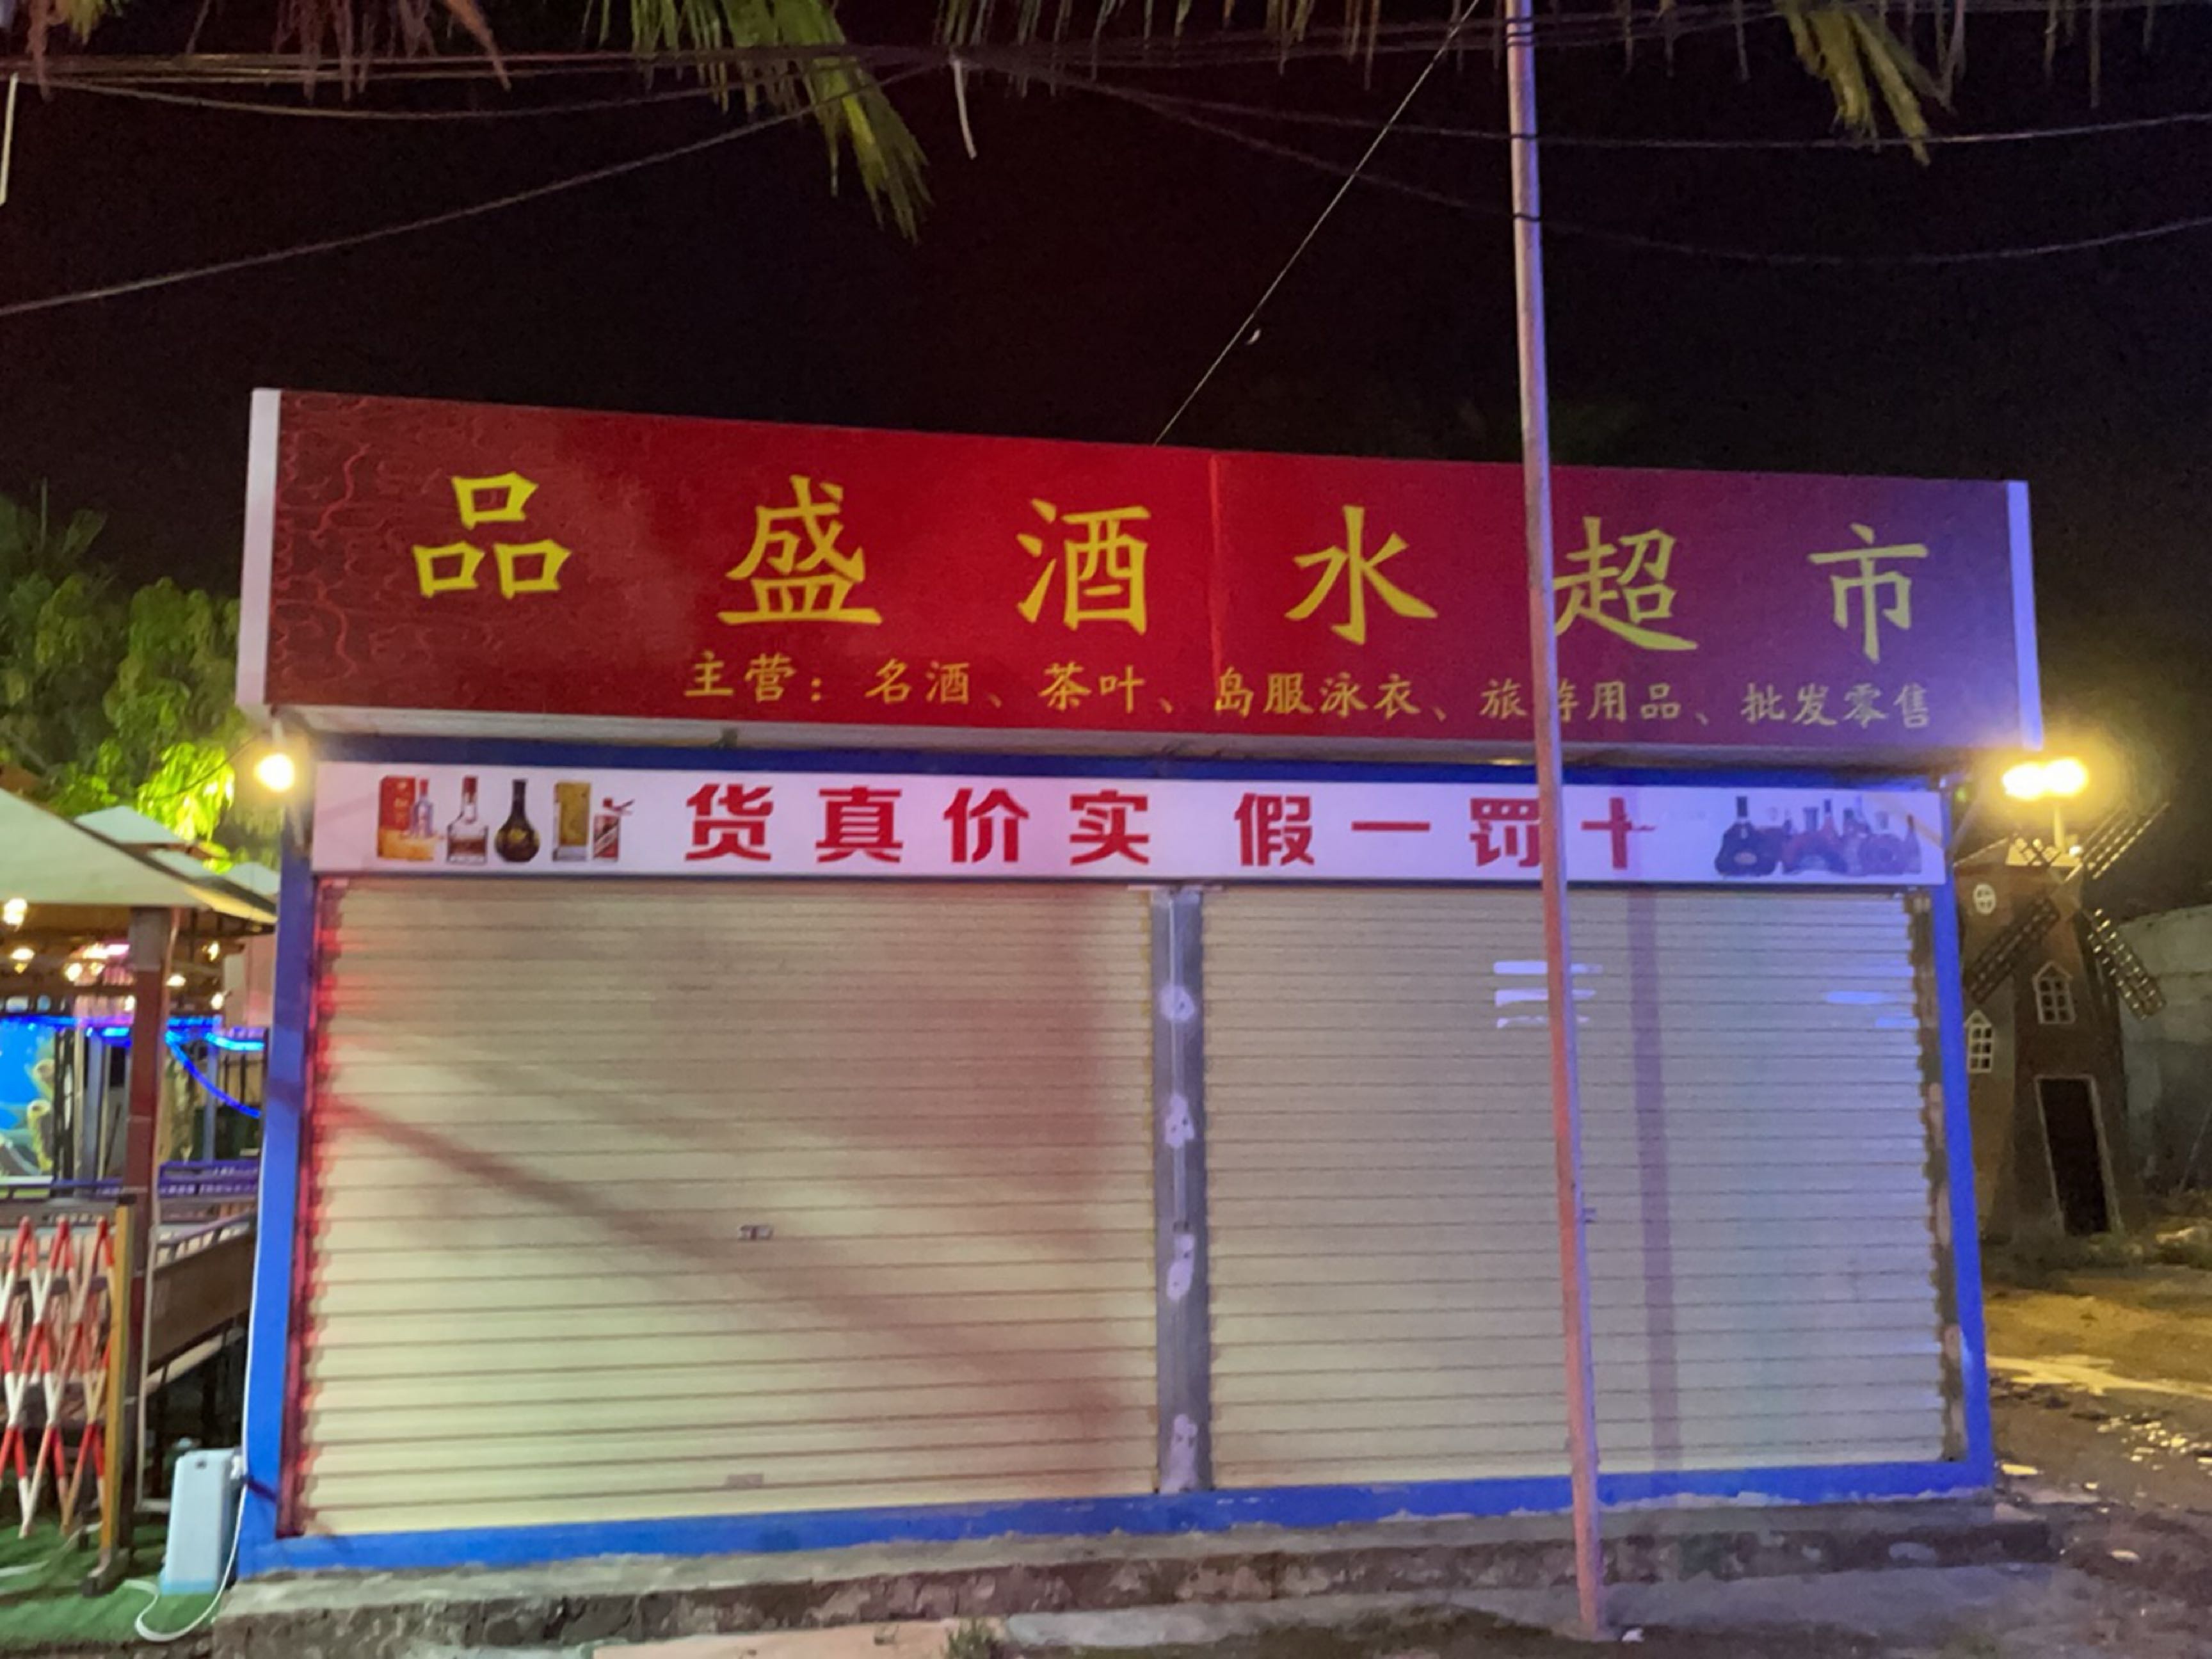 品盛酒水超市
主营：名酒、茶叶、岛服泳衣、旅游用品、批发零售
货真价实 假一罚十